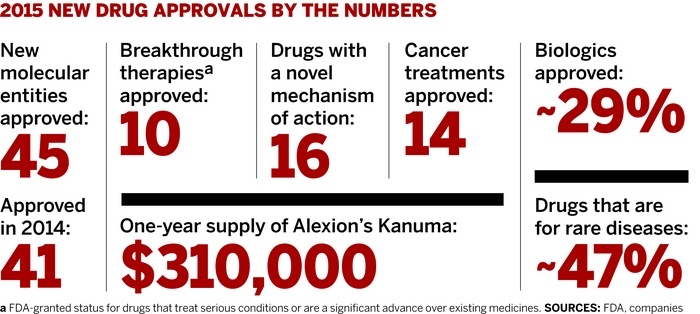 2015 NEW DRUG APPROVALS BY THE NUMBERS
New
molecular
entities
approved:
45
Approved
in 2014:
41
Breakthrough
therapiesa
approved:
10
Drugs with
a novel
mechanism
of action:
16
Cancer
treatments
approved:
14
One-year supply of Alexion’s Kanuma:
$310,000
Biologics
approved:
~29%
Drugs that are
for rare diseases:
~47%
a FDA-granted status for drugs that treat serious conditions or are a significant advance over existing medicines. SOURCES: FDA, companies